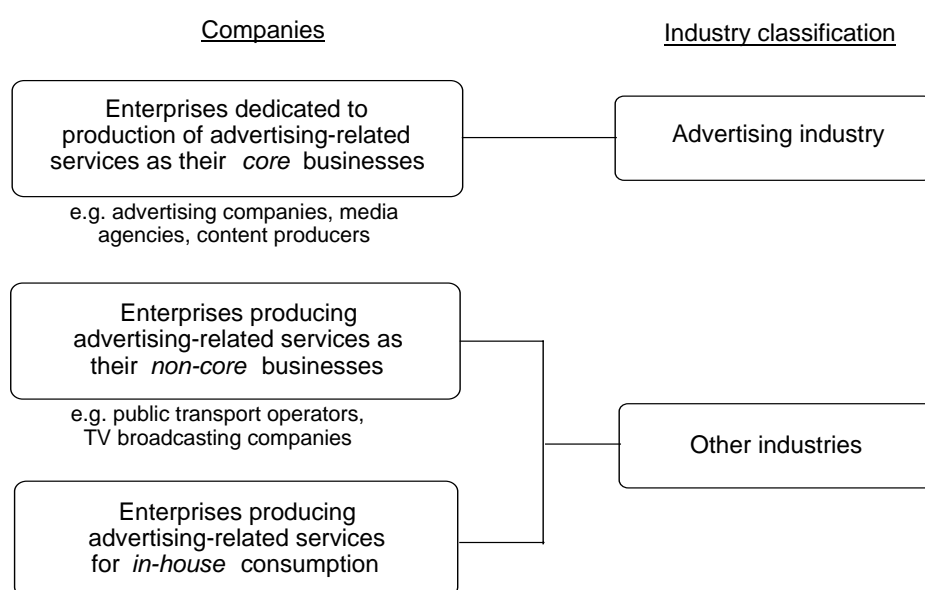 Companies
Industry classification
Enterprises dedicated to
production of advertising-related
services as their core businesses
Advertising industry
e.g. advertising companies, media
agencies, content producers
Enterprises producing
advertising-related services as
their non-core businesses
e.g. public transport operators,
TV broadcasting companies
Other industries
Enterprises producing
advertising-related services
for in-house consumption